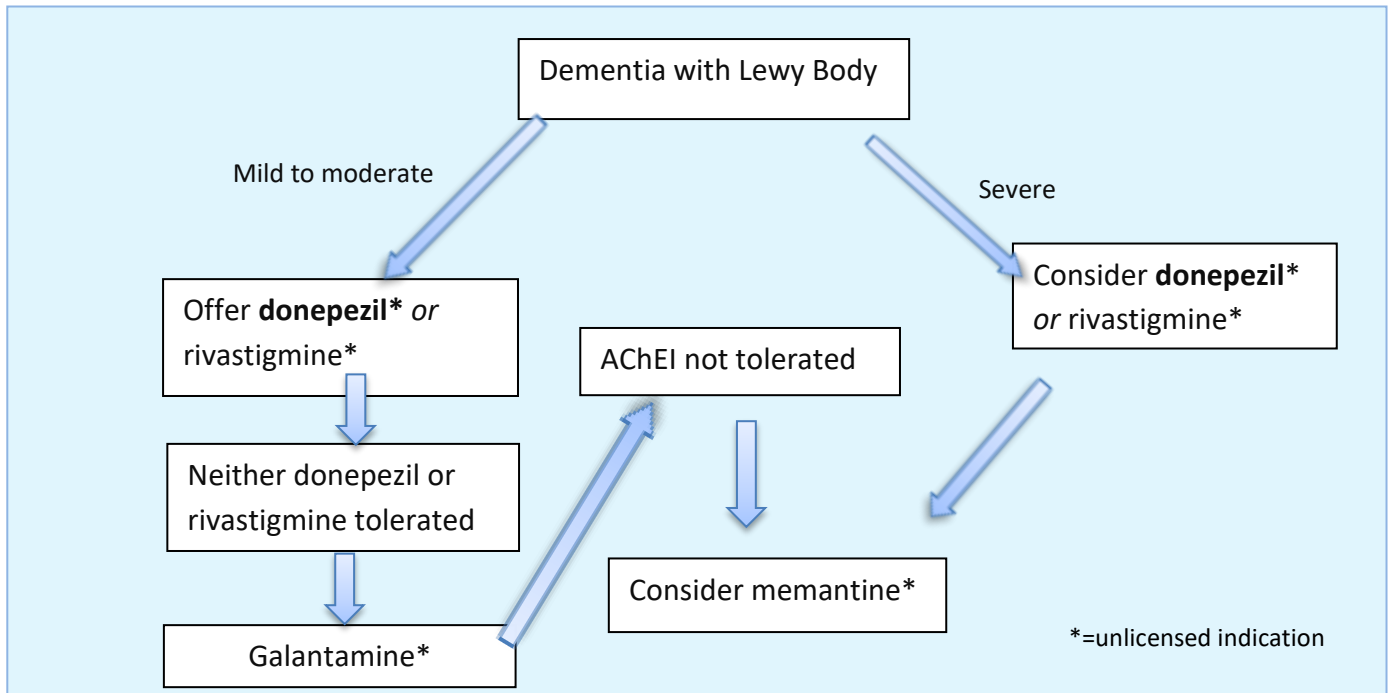 Dementia with Lewy Body
Mild to moderate
Severe
Offer donepezil* or
rivastigmine*
Consider donepezil*
or rivastigmine*
AChEI not tolerated
Neither donepezil or
rivastigmine tolerated
Consider memantine*
Galantamine*
*=unlicensed indication